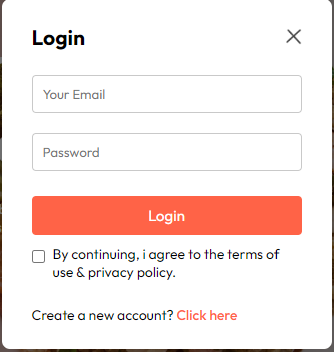 Login
Your Email
Password
Login
By continuing, i agree to the terms of
use & privacy policy.
Create a new account? Click here